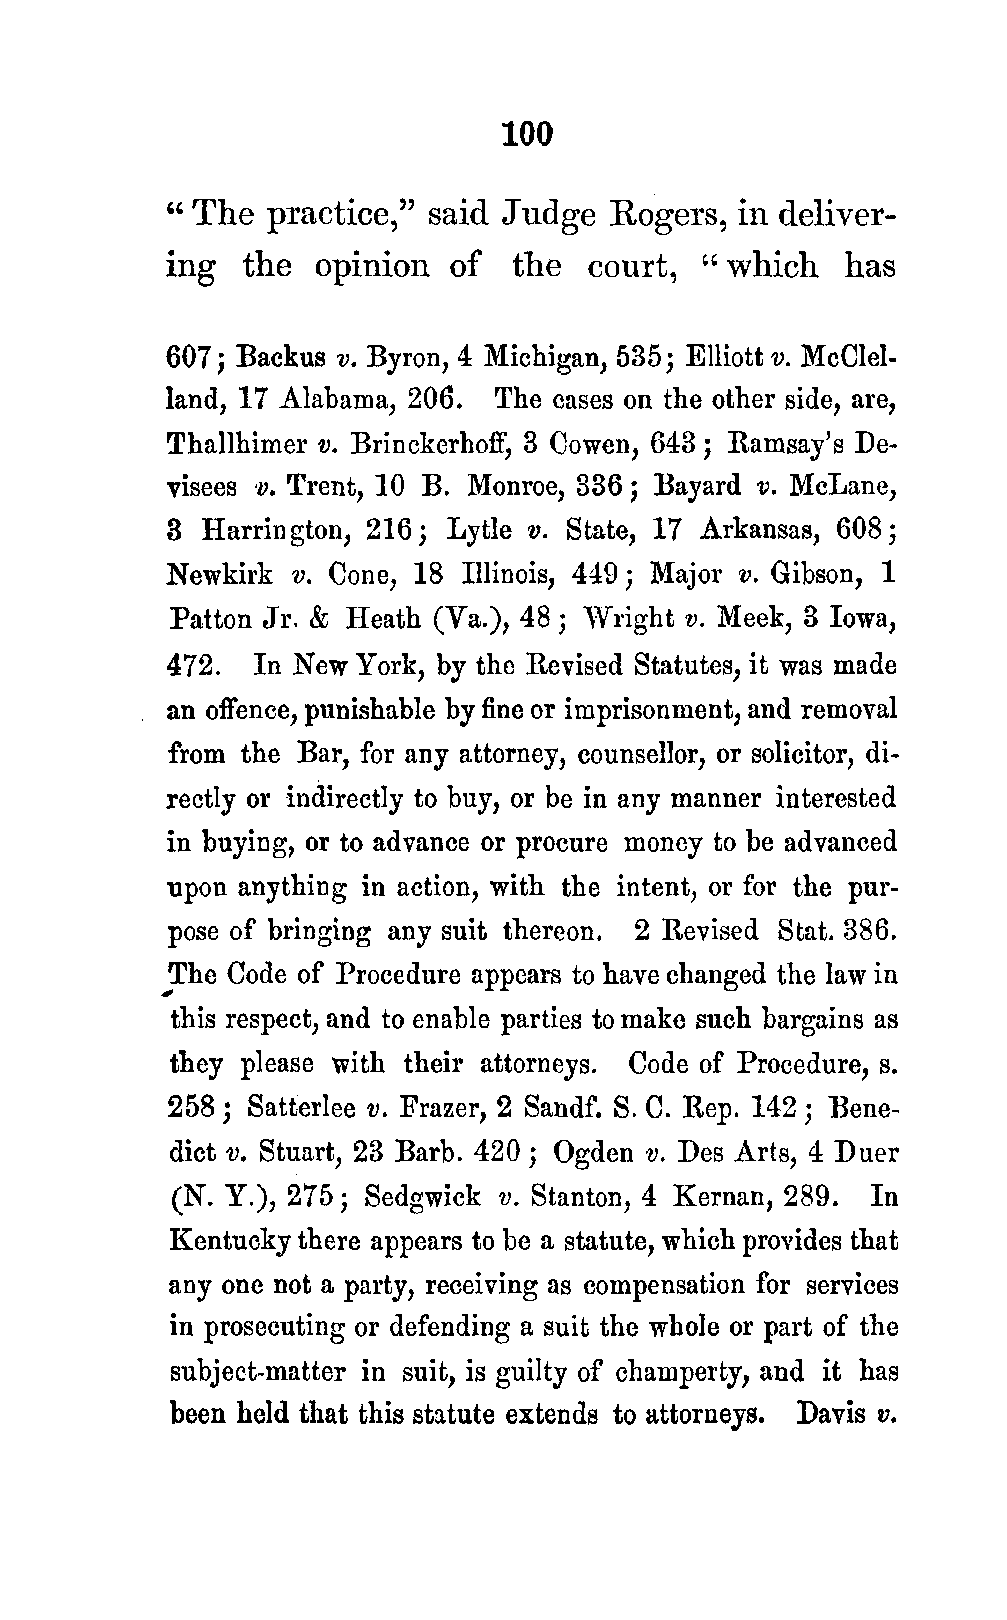 100
“ The practice,” said Judge Rogers, in deliver-
ing the opinion of the court, “ which has
607; Backus v. Byron, 4 Michigan, 535; Elliott v. McClel-
land, 17 Alabama, 206. The cases on the other side, are,
Thallhimer v. Brinckerhoff, 3 Cowen, 643; Ramsay's De-
visees v. Trent, 10 B. Monroe, 336; Bayard v. McLane,
3 Harrington, 216; Lytle v. State, 17 Arkansas, 608;
Newkirk v. Cone, 18 Illinois, 449; Major v. Gibson, 1
Patton Jr. & Heath (Va.), 48; Wright v. Meek, 3 Iowa,
472. In New York, by the Revised Statutes, it was made
an offence, punishable by fine or imprisonment, and removal
from the Bar, for any attorney, counsellor, or solicitor, di-
rectly or indirectly to buy, or be in any manner interested
in buying, or to advance or procure money to be advanced
upon anything in action, with the intent, or for the pur-
pose of bringing any suit thereon. 2 Revised Stat. 386.
The Code of Procedure appears to have changed the law in
this respect, and to enable parties to make such bargains as
they please with their attorneys. Code of Procedure, s.
258; Satterlee v. Frazer, 2 Sandf. S. C. Rep. 142; Bene-
dict v. Stuart, 23 Barb. 420; Ogden v. Des Arts, 4 Duer
(N. Y.), 275; Sedgwick v. Stanton, 4 Kernan, 289. In
Kentucky there appears to be a statute, which provides that
any one not a party, receiving as compensation for services
in prosecuting or defending a suit the whole or part of the
subject-matter in suit, is guilty of champerty, and it has
been held that this statute extends to attorneys. Davis v.